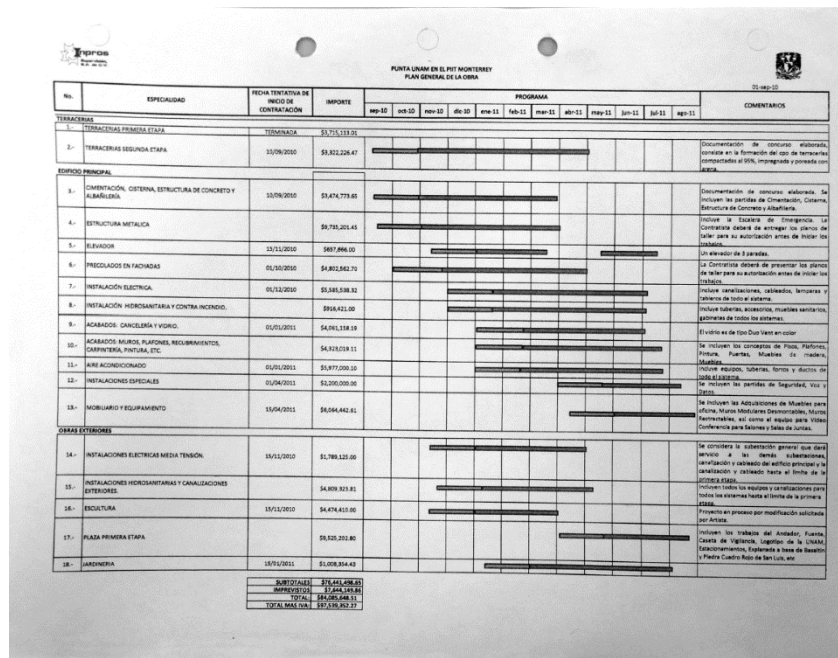 Inpros
PUNTA UNAM EN EL PIIT MONTERREY
PLAN GENERAL DE LA OBRA
01-sep-10
No. ESPECIALIDAD FECHA TENTATIVA DE INICIO DE CONTRATACIÓN IMPORTE PROGRAMA COMENTARIOS
sep-10 oct-10 nov-10 dic-10 ene-11 feb-11 mar-11 abr-11 may-11 jun-11 jul-11 ago-11
TERRACERIAS
1.- TERRACERIAS PRIMERA ETAPA TERMINADA $3,715,113.01
2.- TERRACERIAS SEGUNDA ETAPA 10/09/2010 $3,322,226.47
Documentación de concurso elaborada,
consiste en la formación del cpo de terracerias
compactadas al 95%, impregnada y poreada con
arena.
EDIFICIO PRINCIPAL
3.- CIMENTACIÓN, CISTERNA, ESTRUCTURA DE CONCRETO Y
ALBAÑILERÍA 10/09/2010 $3,474,773.65
Documentación de concurso elaborada. Se
incluyen las partidas de Cimentación, Cisterna,
Estructura de Concreto y Albañilería.
4.- ESTRUCTURA METALICA $9,735,201.45
Incluye la Escalera de Emergencia. La
Contratista deberá de entregar los planos de
taller para su autorización antes de iniciar los
trabajos.
5.- ELEVADOR 15/11/2010 $657,866.00 Un elevador de 3 paradas.
6.- PRECOLADOS EN FACHADAS 01/10/2010 $4,802,562.70
La Contratista deberá de presentar los planos
de taller para su autorización antes de iniciar los
trabajos.
7.- INSTALACIÓN ELECTRICA. 01/12/2010 $5,585,538.32
Incluye canalizaciones, cableados, lamparas y
tableros de todo el sistema.
8.- INSTALACIÓN HIDROSANITARIA Y CONTRA INCENDIO. $916,421.00
Incluye tuberias, accesorios, muebles sanitarios,
gabinetes de todos los sistemas.
9.- ACABADOS: CANCELERÍA Y VIDRIO. 01/01/2011 $4,061,158.19 El vidrio es de tipo Duo Vent en color
10.- ACABADOS: MUROS, PLAFONES, RECUBRIMIENTOS,
CARPINTERÍA, PINTURA, ETC. $4,323,019.11
Se incluyen los conceptos de Pisos, Plafones,
Pintura, Puertas, Muebles de madera,
Muebles.
11.- AIRE ACONDICIONADO 01/01/2011 $3,977,000.10
Incluye equipos, tuberias, forros y ductos de
todo el sistema.
12.- INSTALACIONES ESPECIALES 01/04/2011 $2,200,000.00
Se incluyen las partidas de Seguridad, Voz y
Datos.
13.- MOBILIARIO Y EQUIPAMIENTO 15/04/2011 $8,064,442.61
Se incluyen las Adquisiciones de Muebles para
oficina, Muros Modulares Desmontables, Muros
Restractables, así como el equipo para Video
Conferencia para Salones y Salas de Juntas.
OBRAS EXTERIORES
14.- INSTALACIONES ELECTRICAS MEDIA TENSIÓN. 15/11/2010 $1,789,125.00
Se considera la subestación general que dará
servicio a las demás subestaciones,
canalización y cableado del edificio principal y la
canalización y cableado hasta el limite de la
primera etapa.
15.- INSTALACIONES HIDROSANITARIAS Y CANALIZACIONES
EXTERIORES. $4,809,323.81
Incluyen todos los equipos y canalizaciones para
todos los sistemas hasta el limite de la primera
etapa.
16.- ESCULTURA 15/11/2010 $4,474,410.00
Proyecto en proceso por modificación solicitada
por Artista.
17.- PLAZA PRIMERA ETAPA $9,525,202.80
Incluyen los trabajos del Andador, Fuente,
Caseta de Vigilancia, Logotipo de la UNAM,
Estacionamientos, Explanada a base de Basaltin
y Piedra Cuadro Rojo de San Luis, etc
18.- JARDINERIA 15/01/2011 $1,008,354.43
SUBTOTALES $76,441,498.65
IMPREVISTOS $7,644,149.86
TOTAL: $84,085,648.51
TOTAL MAS IVA: $97,539,352.27